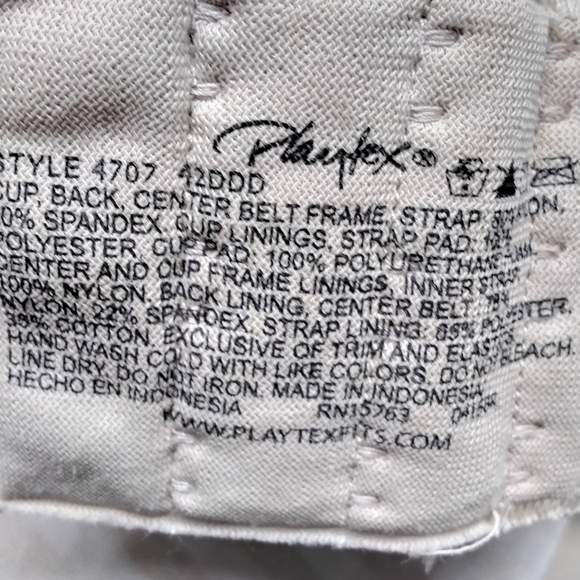 Playtex®
STYLE 4707 42DDD
CUP, BACK, CENTER BELT FRAME, STRAP
0% SPANDEX, CUP LININGS, STRAP PAD:
POLYESTER, CUP PAD, 100% POLYURETHANE
CENTER AND CUP FRAME LININGS, INNER STRAP
100% NYLON, BACK LINING, CENTER BELT,
NYLON, 22% SPANDEX, STRAP LINING, POLYESTER,
COTTON, EXCLUSIVE OF TRIM AND ELASTICS
HAND WASH COLD WITH LIKE COLORS, DO NOT BLEACH.
LINE DRY, DO NOT IRON. MADE IN INDONESIA
HECHO EN INDONESIA RN15763
WWW.PLAYTEXFITS.COM